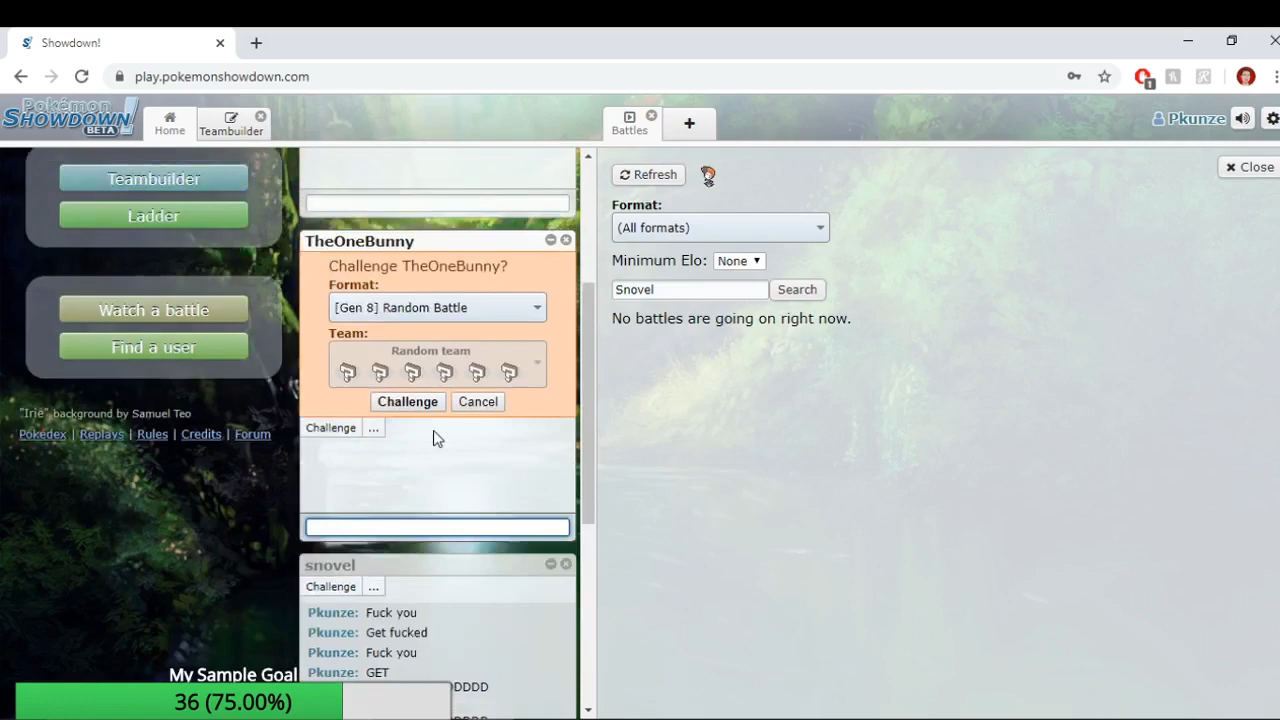 Showdown!
play.pokemonshowdown.com
1
Pokémon
SHOWDOWN!
BETA
Home
Teambuilder
Battles
Pkunze
Teambuilder
Ladder
Watch a battle
Find a user
"Irie" background by Samuel Teo
Pokédex | Replays | Rules | Credits | Forum
TheOneBunny
Challenge TheOneBunny?
Format:
[Gen 8] Random Battle
Team:
Random team
Challenge
Cancel
Challenge
...
snovel
Challenge
...
Pkunze: Fuck you
Pkunze: Get fucked
Pkunze: Fuck you
Pkunze: GET
DDDD
Refresh
Close
Format:
(All formats)
Minimum Elo: None
Snovel
Search
No battles are going on right now.
My Sample Goal
36 (75.00%)